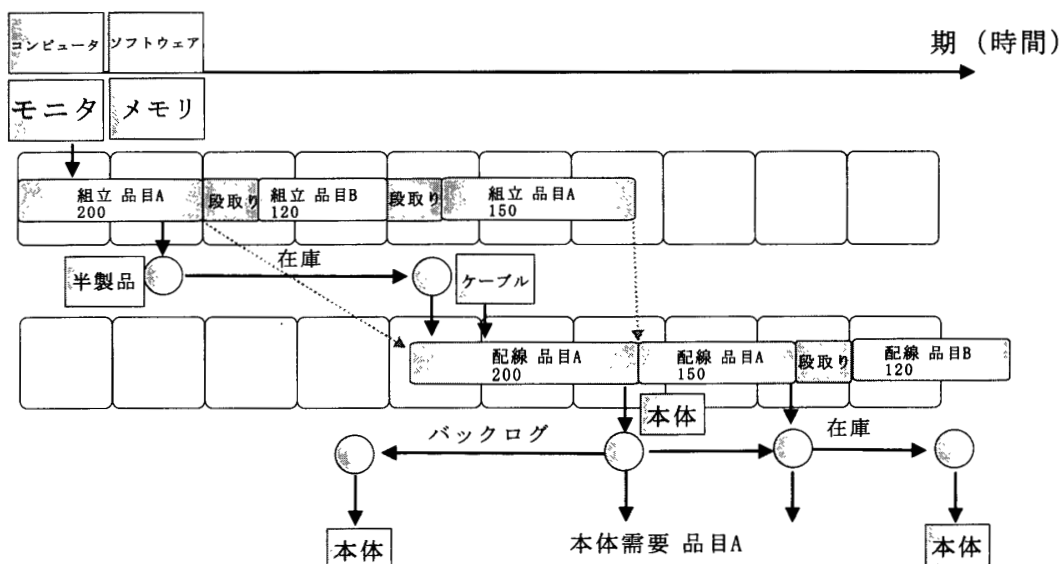 コンピュータ ソフトウェア
期（時間）
モニタ メモリ
組立 品目A
200
段取り
組立 品目B
120
段取り
組立 品目A
150
半製品
在庫
ケーブル
配線 品目A
200
配線 品目A
150
段取り
配線 品目B
120
本体
バックログ
在庫
本体
本体需要 品目A
本体